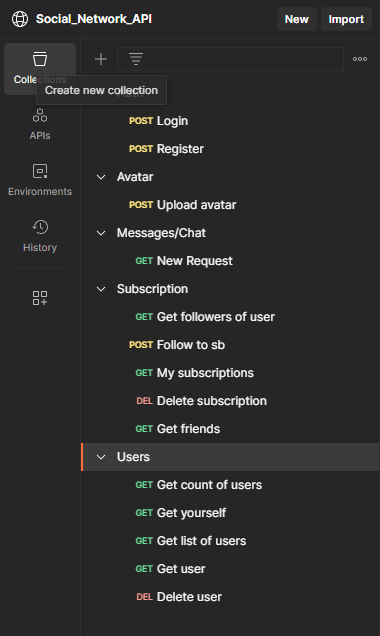 Social_Network_API
New
Import
Collections
Create new collection
POST Login
POST Register
APIs
Avatar
POST Upload avatar
Environments
Messages/Chat
History
GET New Request
Subscription
GET Get followers of user
POST Follow to sb
GET My subscriptions
DEL Delete subscription
GET Get friends
Users
GET Get count of users
GET Get yourself
GET Get list of users
GET Get user
DEL Delete user